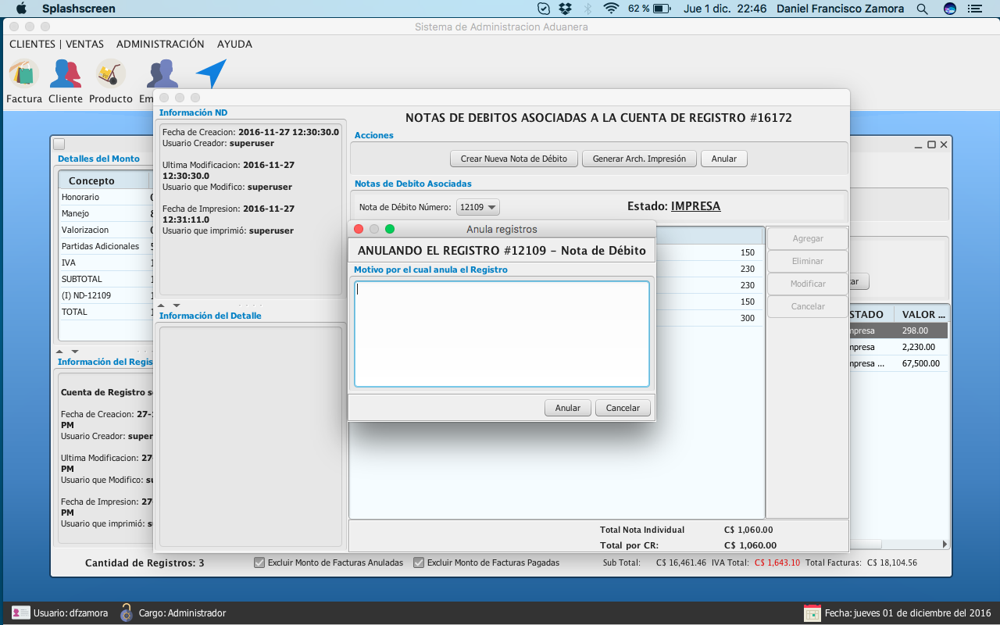 Splashscreen
62 %
Jue 1 dic. 22:46
Daniel Francisco Zamora
Sistema de Administracion Aduanera
CLIENTES | VENTAS ADMINISTRACIÓN AYUDA
Factura Cliente Producto Em
Información ND
Fecha de Creacion: 2016-11-27 12:30:30.0
Usuario Creador: superuser
Ultima Modificacion: 2016-11-27
12:30:30.0
Usuario que Modifico: superuser
Fecha de Impresion: 2016-11-27
12:31:11.0
Usuario que imprimió: superuser
Información del Detalle
NOTAS DE DEBITOS ASOCIADAS A LA CUENTA DE REGISTRO #16172
Acciones
Crear Nueva Nota de Débito
Generar Arch. Impresión
Anular
Notas de Debito Asociadas
Nota de Débito Número: 12109
Estado: IMPRESA
150
230
230
150
300
Agregar
Eliminar
Modificar
Cancelar
Total Nota Individual C$ 1,060.00
Total por CR: C$ 1,060.00
Anula registros
ANULANDO EL REGISTRO #12109 - Nota de Débito
Motivo por el cual anula el Registro
Anular
Cancelar
Detalles del Monto
Concepto
Honorario
Manejo
Valorizacion
Partidas Adicionales
IVA
SUBTOTAL
(I) ND-12109
TOTAL
Información del Regis
Cuenta de Registro s
Fecha de Creacion: 27-
PM
Usuario Creador: super
Ultima Modificacion: 27
PM
Usuario que Modifico: s
Fecha de Impresion: 27
PM
Usuario que imprimió: s
ar
STADO VALOR ...
mpresa 298.00
mpresa 2,230.00
mpresa ... 67,500.00
Cantidad de Registros: 3
Excluir Monto de Facturas Anuladas
Excluir Monto de Facturas Pagadas
Sub Total: C$ 16,461.46 IVA Total: C$ 1,643.10 Total Facturas: C$ 18,104.56
Usuario: dfzamora
Cargo: Administrador
Fecha: jueves 01 de diciembre del 2016